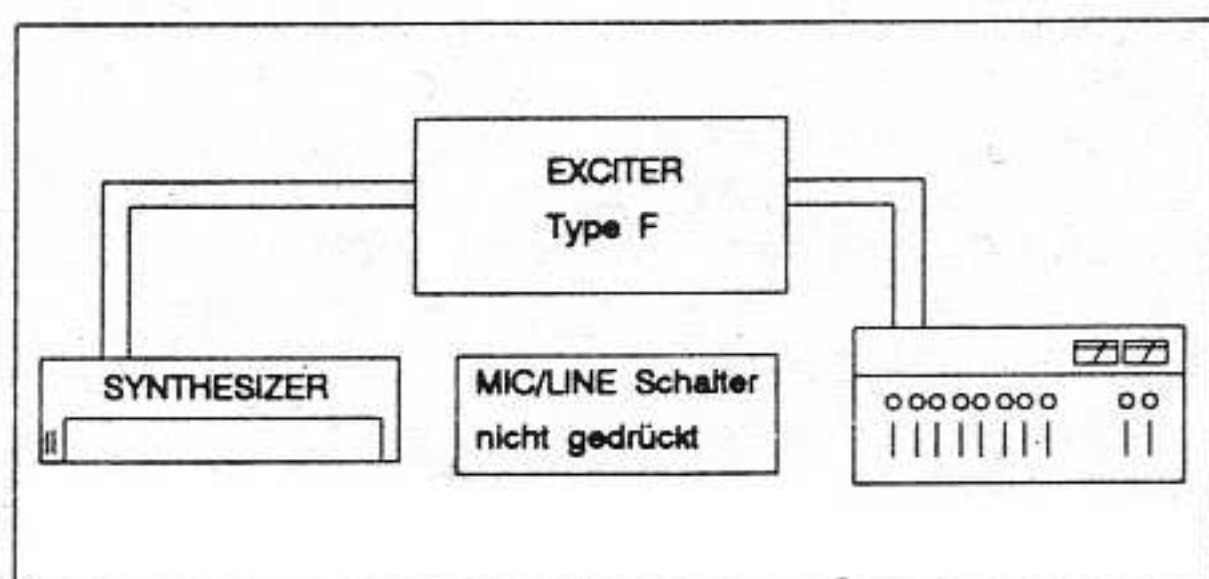 EXCITER
Type F
SYNTHESIZER
MIC/LINE Schalter
nicht gedrückt